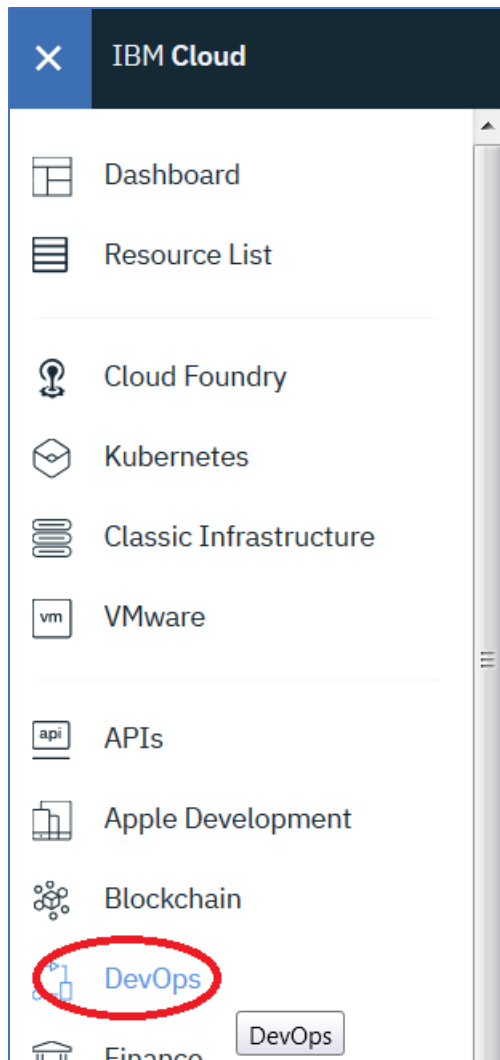 IBM Cloud
Dashboard
Resource List
Cloud Foundry
Kubernetes
Classic Infrastructure
vm
VMware
api
APIs
Apple Development
Blockchain
DevOps
DevOps
Finance